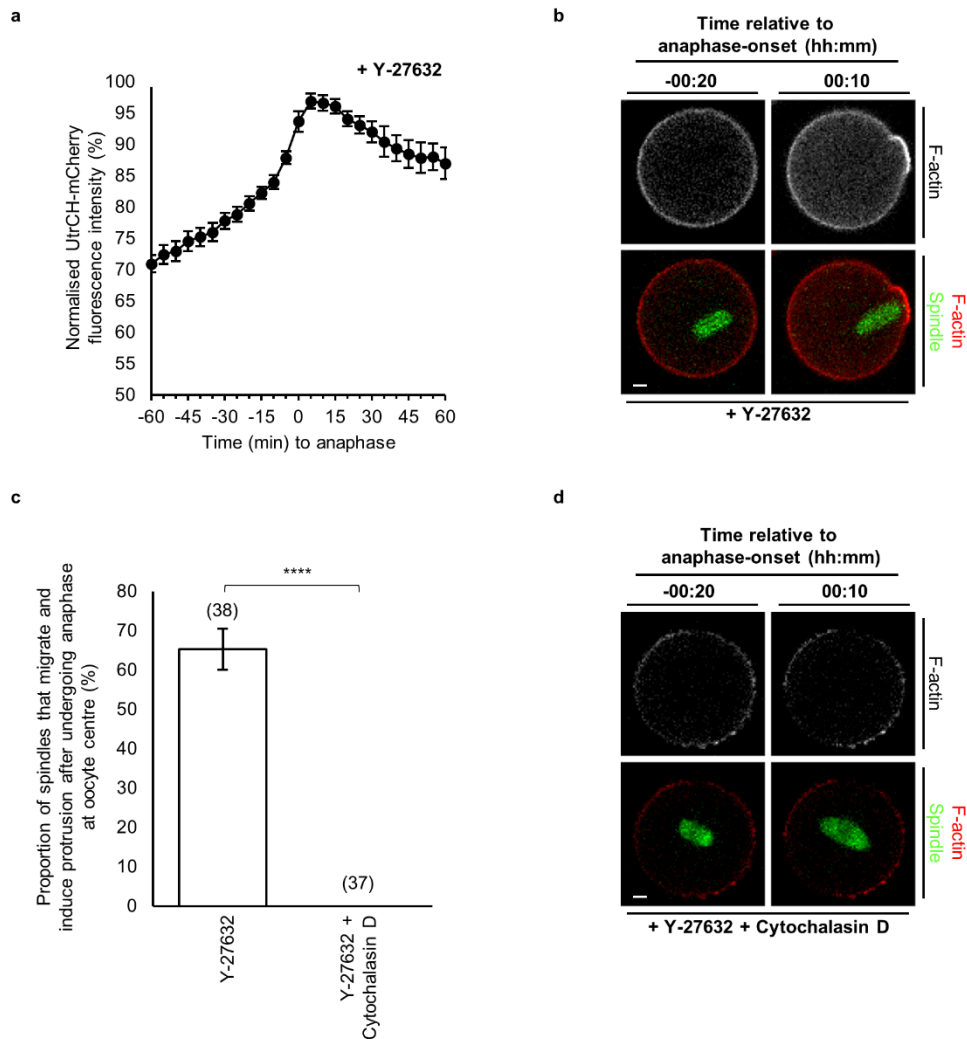 a
+ Y-27632
Normalised UtrCH-mCherry
fluorescence intensity (%)
100
95
90
85
80
75
70
65
60
55
50
-60
-45
-30
-15
0
15
30
45
60
Time (min) to anaphase
b
Time relative to
anaphase-onset (hh:mm)
-00:20
00:10
F-actin
F-actin
Spindle
+ Y-27632
c
Proportion of spindles that migrate and
induce protrusion after undergoing anaphase
at oocyte centre (%)
80
70
60
50
40
30
20
10
0
****
(38)
(37)
Y-27632
Y-27632 +
Cytochalasin D
d
Time relative to
anaphase-onset (hh:mm)
-00:20
00:10
F-actin
F-actin
Spindle
+ Y-27632 + Cytochalasin D